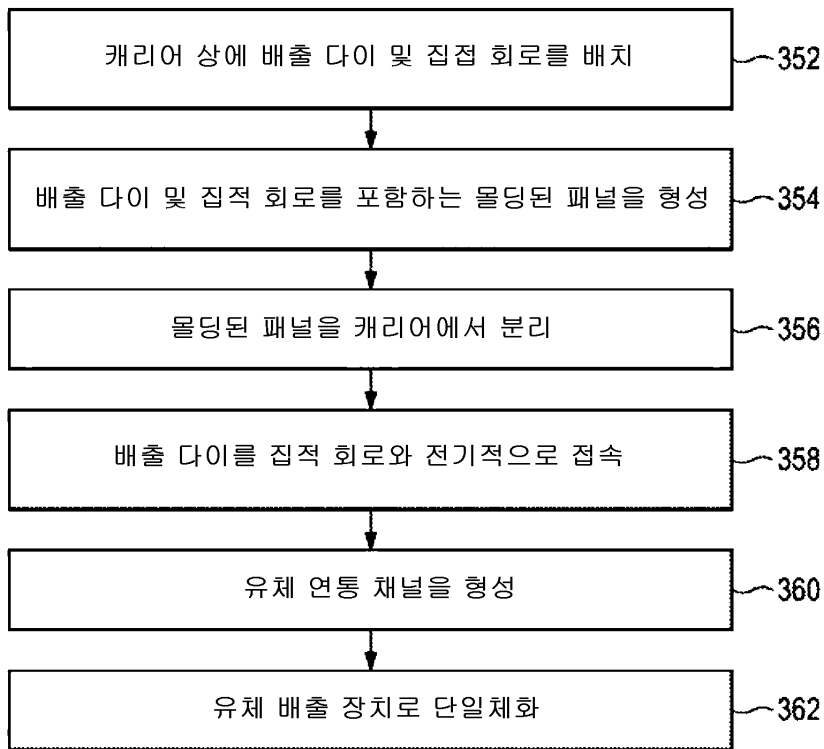 캐리어 상에 배출 다이 및 집접 회로를 배치
352
배출 다이 및 집적 회로를 포함하는 몰딩된 패널을 형성
354
몰딩된 패널을 캐리어에서 분리
356
배출 다이를 집적 회로와 전기적으로 접속
358
유체 연통 채널을 형성
360
유체 배출 장치로 단일체화
362